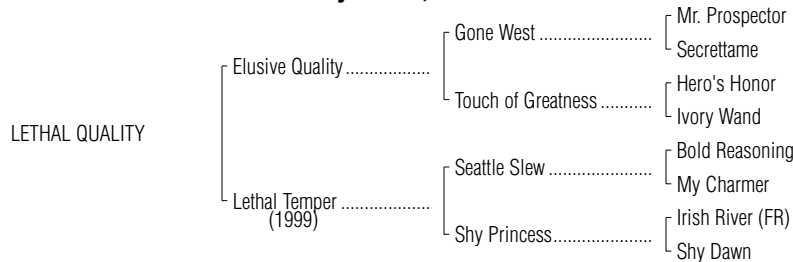 Mr. Prospector
Gone West ....................
Secrettame
Elusive Quality ..................
Hero's Honor
Touch of Greatness ...........
Ivory Wand
LETHAL QUALITY
Bold Reasoning
Seattle Slew ....................
My Charmer
Lethal Temper ..................
(1999)
Irish River (FR)
Shy Princess.....................
Shy Dawn